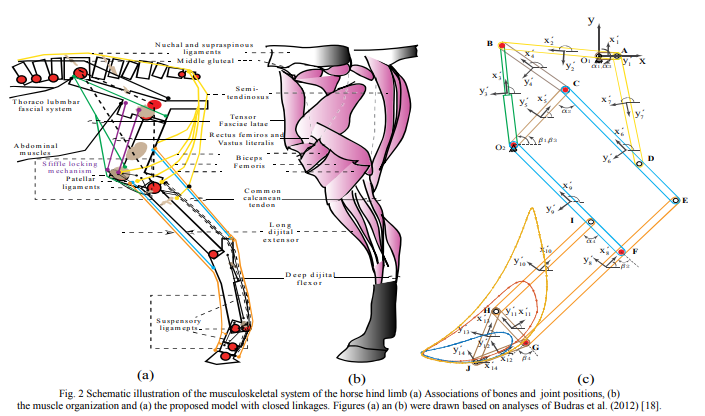 Nuchal and supraspinous
ligaments
Middle gluteal
Semi-
tendinosus
Thoraco lubmbar
fascial system
Tensor
Fasciae latae
Rectus femiros and
Vastus literalis
Abdominal
muscles
Biceps
Femoris
Sfiffle locking
mechanism
Patellar
ligaments
Common
calcanean
tendon
Long
dijital
extensor
Deep dijital
flexor
Suspensory
ligaments
(a)
(b)
y
B
A
x
O1
C
O2
D
E
I
F
H
G
J
(c)
Fig. 2 Schematic illustration of the musculoskeletal system of the horse hind limb (a) Associations of bones and joint positions, (b)
the muscle organization and (a) the proposed model with closed linkages. Figures (a) an (b) were drawn based on analyses of Budras et al. (2012) [18].